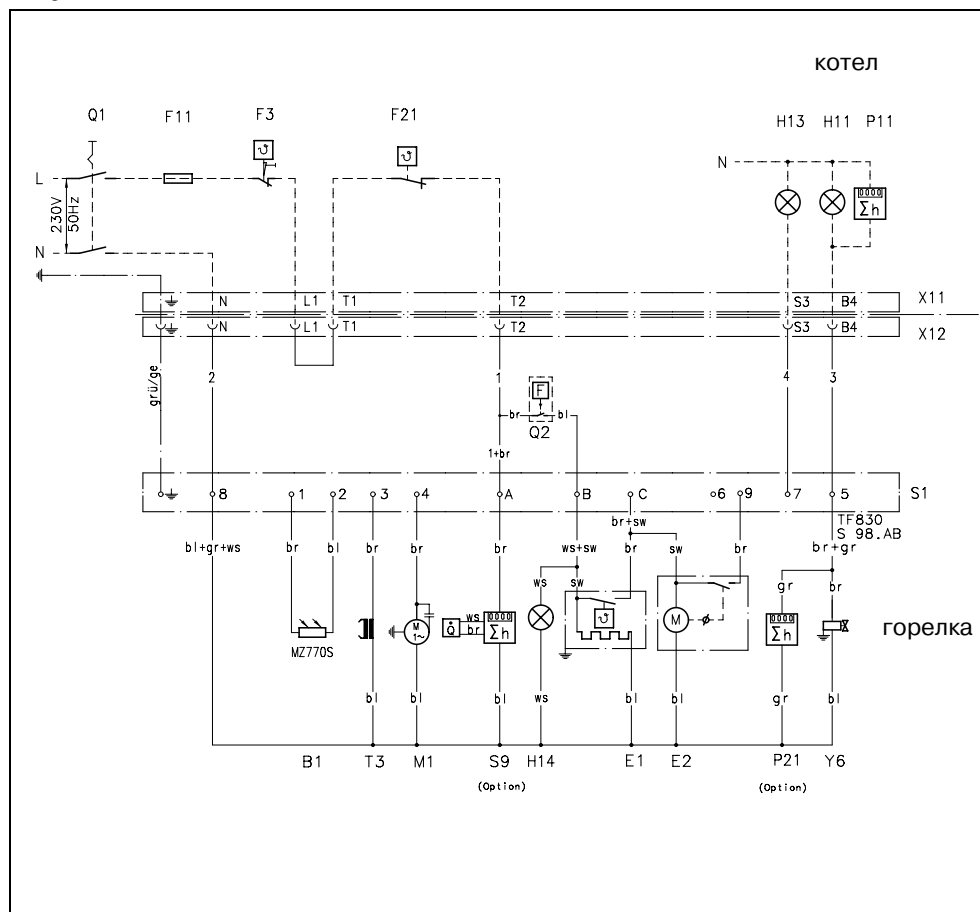 котел
Q1 F11 F3 F21 H13 H11 P11
ϑ ϑ
N
L
0000
Σh
230V
50Hz
N
N L1 T1 T2 S3 B4 X11
N L1 T1 T2 S3 B4 X12
grü/ge 2 1 4 3
F
br bl
Q2
1+br
8 1 2 3 4 A B C 6 9 7 5 S1
TF830
S 98.AB
br+sw
bl+gr+ws br bl br br br ws+sw br sw br br+gr
ws sw gr br
M
1~
Q
ws
br
0000
Σh
ϑ
M
0000
Σh
горелка
MZ770S
bl bl bl ws bl bl gr bl
B1 T3 M1 S9 H14 E1 E2 P21 Y6
(Option) (Option)